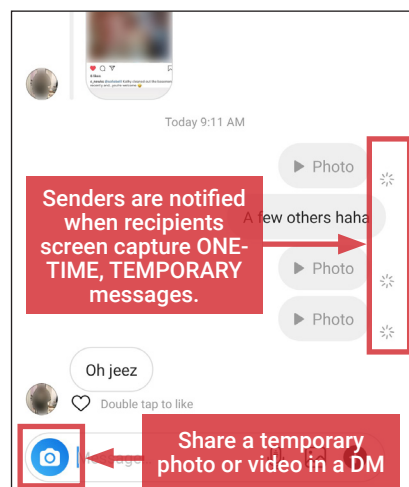 Today 9:11 AM
Photo
Senders are notified
when recipients
screen capture ONE-
TIME, TEMPORARY
messages.
A few others haha
Photo
Photo
Oh jeez
Double tap to like
Share a temporary
photo or video in a DM